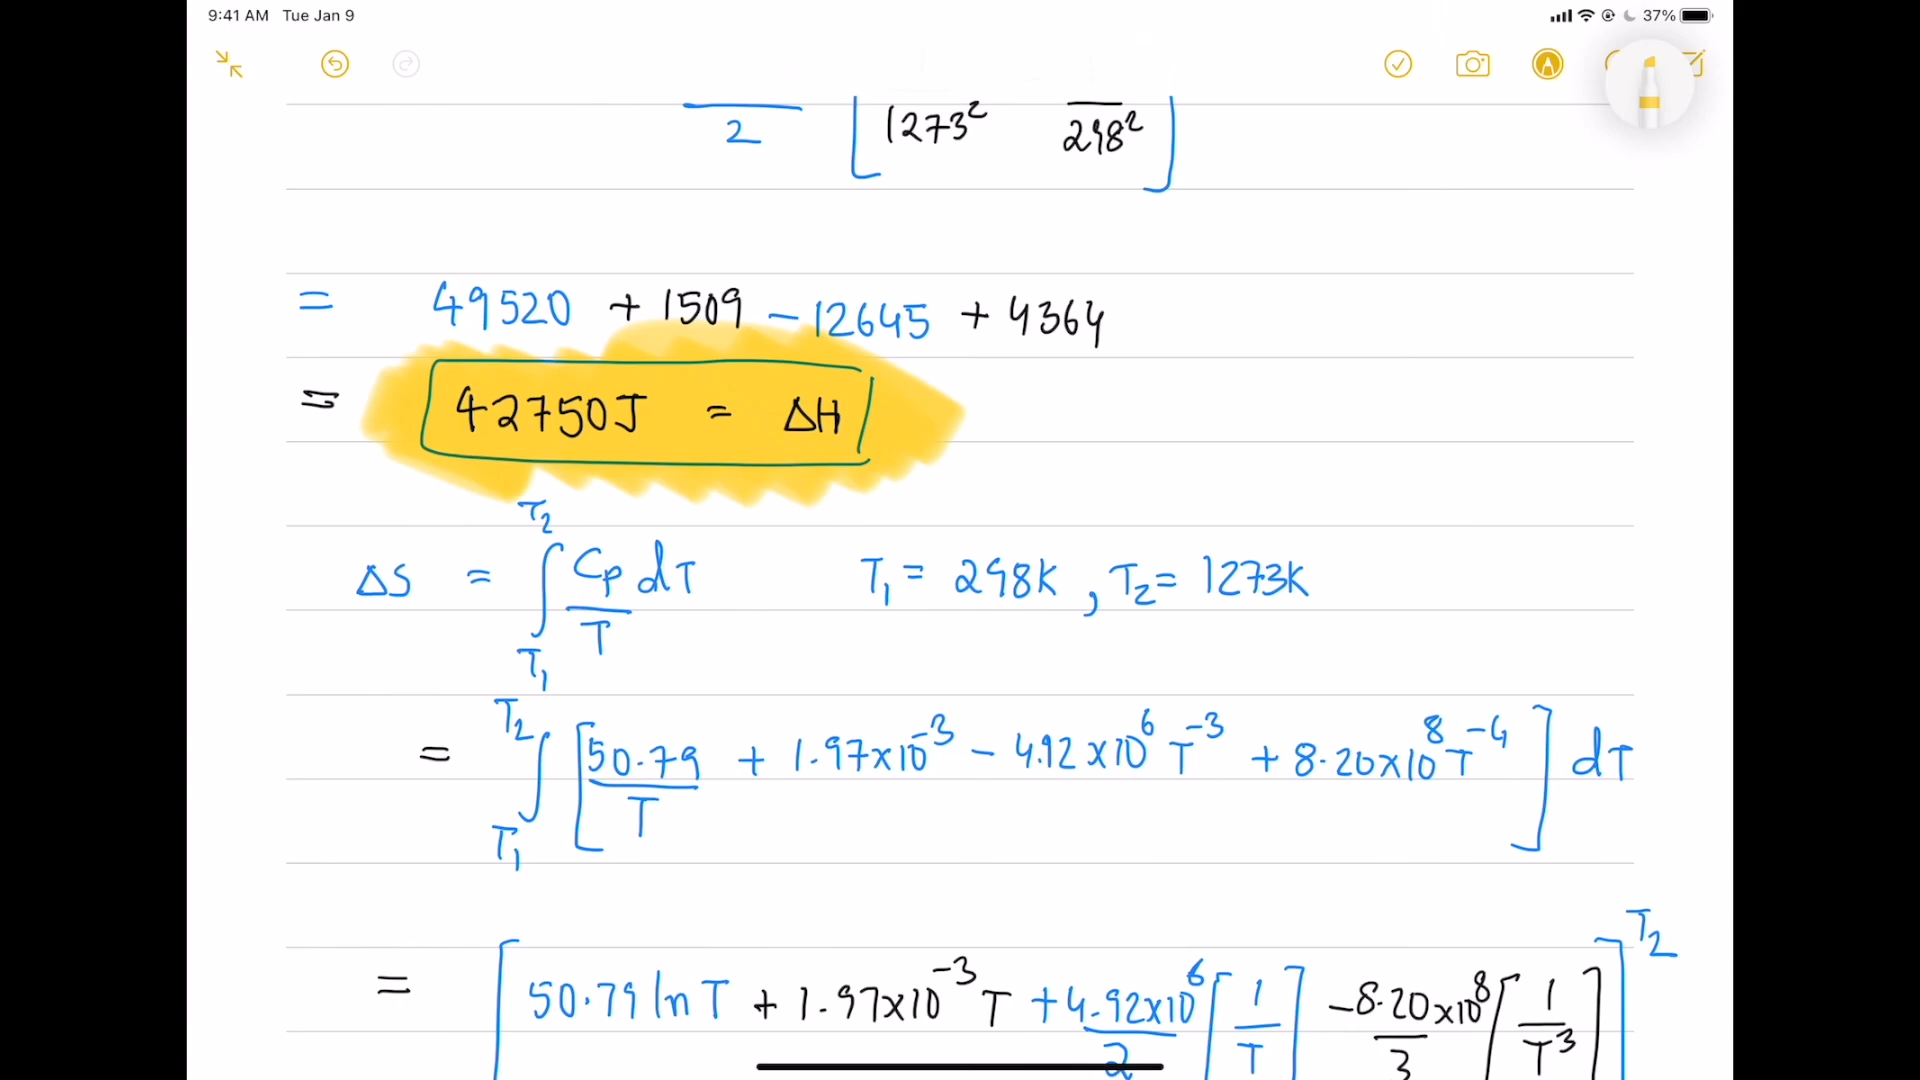 9:41 AM Tue Jan 9 37%
2 [ 1273² 298² ]
= 49520 + 1509 - 12645 + 4364
= 42750J = ΔH
ΔS = ∫_{T₁}^{T₂} Cp/T dT T₁ = 298K , T₂ = 1273K
= ∫_{T₁}^{T₂} [ 50.79/T + 1.97x10⁻³ - 4.92x10⁶ T⁻³ + 8.20x10⁸ T⁻⁴ ] dT
= [ 50.79 ln T + 1.97x10⁻³ T + 4.92x10⁶/2 [ 1/T ] - 8.20x10⁸/3 [ 1/T³ ] ]^{T₂}